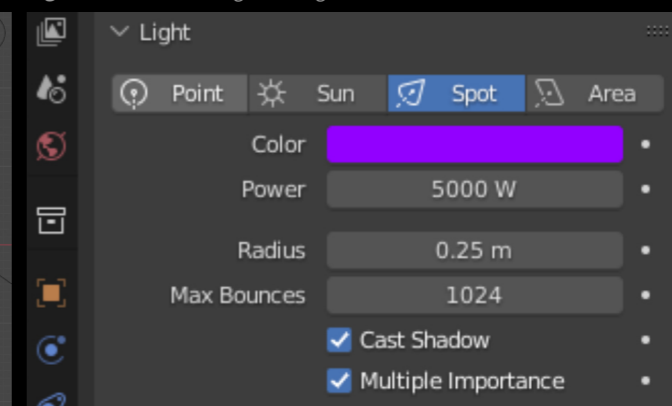 Light
Point Sun Spot Area
Color
Power 5000 W
Radius 0.25 m
Max Bounces 1024
Cast Shadow
Multiple Importance